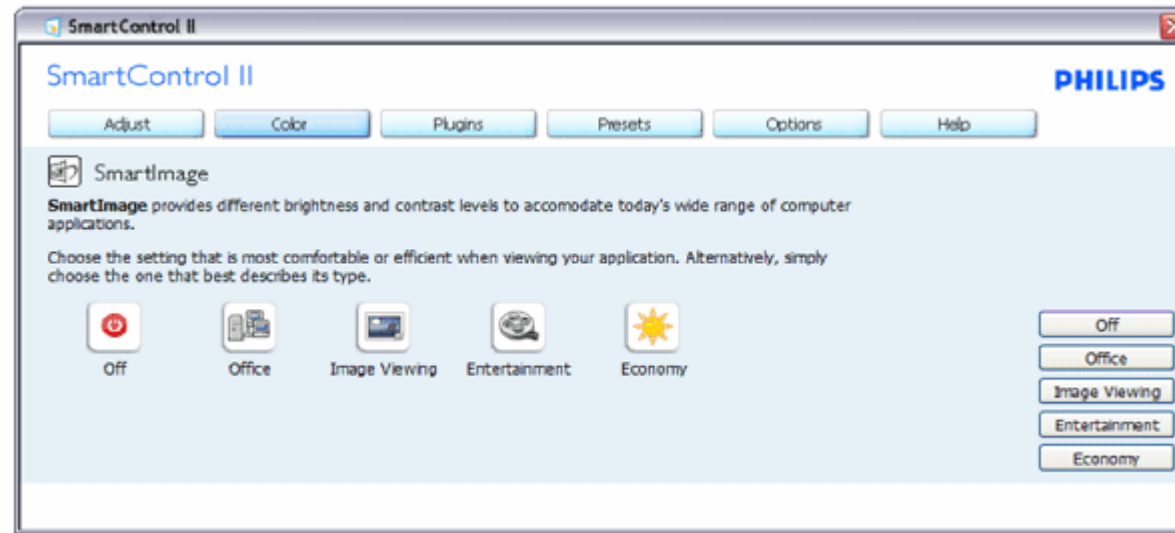 SmartControl II
SmartControl II
PHILIPS
Adjust Color Plugins Presets Options Help
SmartImage
SmartImage provides different brightness and contrast levels to accomodate today's wide range of computer
applications.
Choose the setting that is most comfortable or efficient when viewing your application. Alternatively, simply
choose the one that best describes its type.
Off Office Image Viewing Entertainment Economy
Off
Office
Image Viewing
Entertainment
Economy